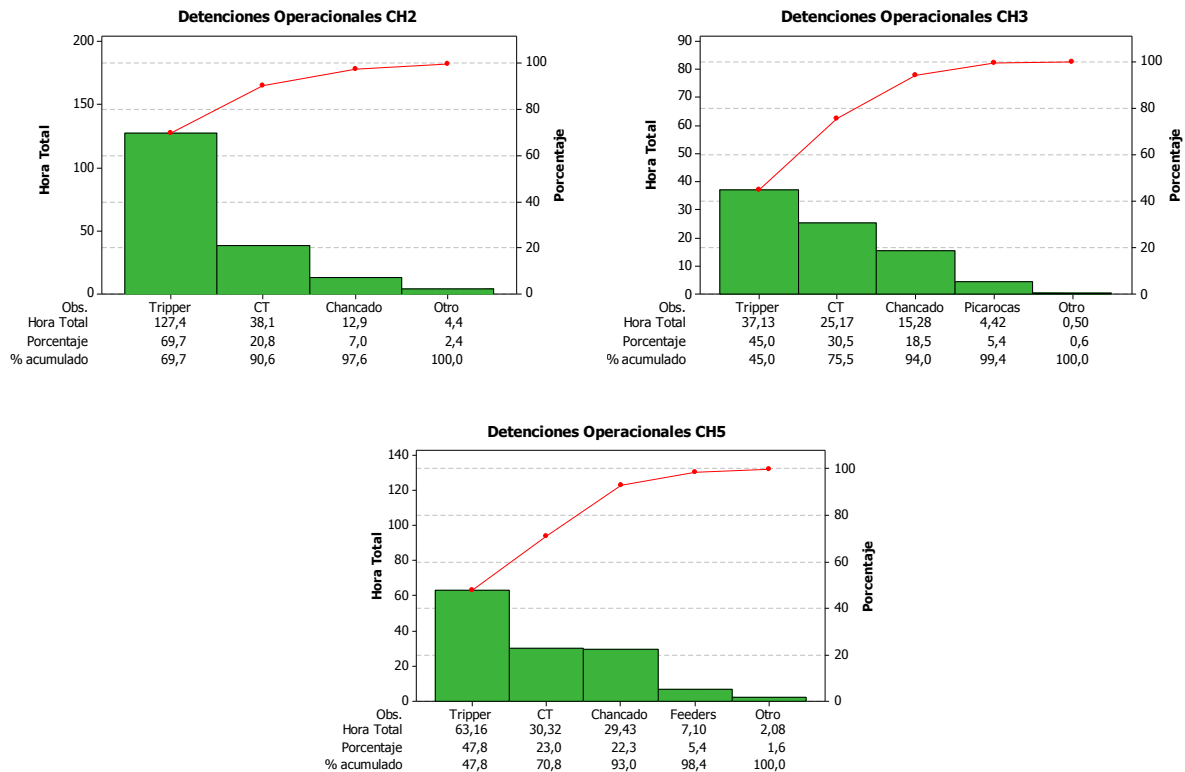 Detenciones Operacionales CH2
200
150
100
50
0
Hora Total
100
80
60
40
20
0
Porcentaje
Obs. Tripper CT Chancado Otro
Hora Total 127,4 38,1 12,9 4,4
Porcentaje 69,7 20,8 7,0 2,4
% acumulado 69,7 90,6 97,6 100,0
Detenciones Operacionales CH3
90
80
70
60
50
40
30
20
10
0
Hora Total
100
80
60
40
20
0
Porcentaje
Obs. Tripper CT Chancado Picarocas Otro
Hora Total 37,13 25,17 15,28 4,42 0,50
Porcentaje 45,0 30,5 18,5 5,4 0,6
% acumulado 45,0 75,5 94,0 99,4 100,0
Detenciones Operacionales CH5
140
120
100
80
60
40
20
0
Hora Total
100
80
60
40
20
0
Porcentaje
Obs. Tripper CT Chancado Feeders Otro
Hora Total 63,16 30,32 29,43 7,10 2,08
Porcentaje 47,8 23,0 22,3 5,4 1,6
% acumulado 47,8 70,8 93,0 98,4 100,0